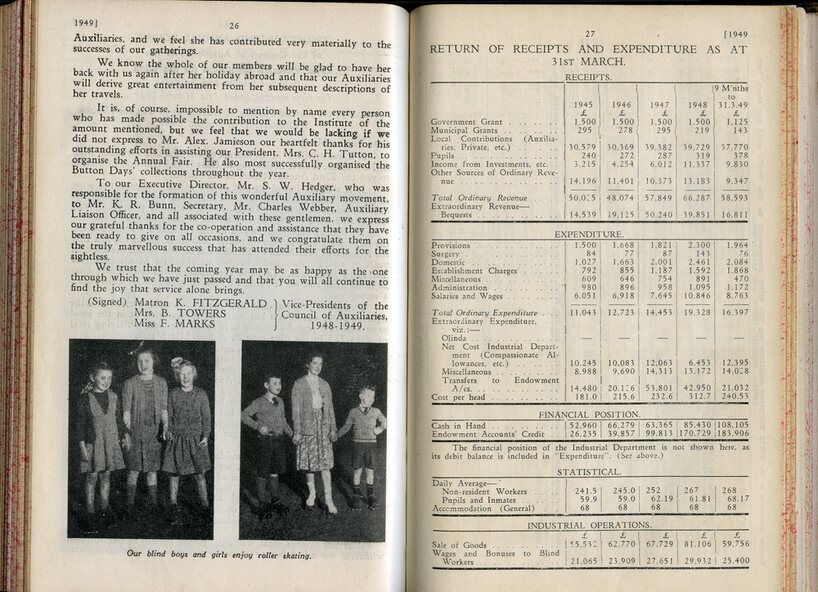 1949]
26
Auxiliaries, and we feel she has contributed very materially to the
successes of our gatherings.
We know the whole of our members will be glad to have her
back with us again after her holiday abroad and that our Auxiliaries
will derive great entertainment from her subsequent descriptions of
her travels.
It is, of course, impossible to mention by name every person
who has made possible the contribution to the Institute of the
amount mentioned, but we feel that we would be lacking if we
did not express to Mr. Alex. Jamieson our heartfelt thanks for his
outstanding efforts in assisting our President, Mrs. C. H. Tutton, to
organise the Annual Fair. He also most successfully organised the
Button Days' collections throughout the year.
To our Executive Director, Mr. S. W. Hedger, who was
responsible for the formation of this wonderful Auxiliary movement,
to Mr. K. R. Bunn, Secretary, Mr. Charles Webber, Auxiliary
Liaison Officer, and all associated with these gentlemen, we express
our grateful thanks for the co-operation and assistance that they have
been ready to give on all occasions, and we congratulate them on
the truly marvellous success that has attended their efforts for the
sightless.
We trust that the coming year may be as happy as the one
through which we have just passed and that you will all continue to
find the joy that service alone brings.
(Signed) Matron K. FITZGERALD
Mrs. B. TOWERS
Miss F. MARKS
Vice-Presidents of the
Council of Auxiliaries,
1948-1949.
Our blind boys and girls enjoy roller skating.
27
[1949
RETURN OF RECEIPTS AND EXPENDITURE AS AT
31ST MARCH.
RECEIPTS.
9 M'nths
to
1945 1946 1947 1948 31.3.49
£ £ £ £ £
Government Grant 1,500 1,500 1,500 1,500 1,125
Municipal Grants 295 278 295 219 143
Local Contributions (Auxilia-
ries, Private, etc.) 30,579 30,369 39,382 39,729 37,770
Pupils 240 272 287 319 378
Income from Investments, etc. 3,215 4,254 6,012 11,337 9,830
Other Sources of Ordinary Reve-
nue 14,196 11,401 10,373 13,183 9,347
Total Ordinary Revenue 50,025 48,074 57,849 66,287 58,593
Extraordinary Revenue—
Bequests 14,539 19,125 50,240 39,851 16,811
EXPENDITURE.
Provisions 1,500 1,668 1,821 2,300 1,964
Surgery 84 77 87 143 76
Domestic 1,027 1,663 2,001 2,461 2,084
Establishment Charges 792 855 1,187 1,592 1,868
Miscellaneous 609 646 754 891 470
Administration 980 896 958 1,095 1,172
Salaries and Wages 6,051 6,918 7,645 10,846 8,763
Total Ordinary Expenditure 11,043 12,723 14,453 19,328 16,397
Extraordinary Expenditure,
viz.:—
Olinda — — — — —
Net Cost Industrial Depart-
ment (Compassionate Al-
lowances, etc.) 10,245 10,083 12,063 6,453 12,395
Miscellaneous 8,988 9,690 14,313 13,172 14,028
Transfers to Endowment
A/cs. 14,480 53,801 42,950 21,032
Cost per head 181.0 215.6 232.6 312.7 240.53
FINANCIAL POSITION.
Cash in Hand 52,960 66,279 63,365 85,430 108,105
Endowment Accounts' Credit 26,235 39,857 99,813 170,729 183,906
The financial position of the Industrial Department is not shown here, as
its debit balance is included in "Expenditure". (See above.)
STATISTICAL.
Daily Average—
Non-resident Workers 241.5 245.0 252 267 268
Pupils and Inmates 59.9 59.0 62.19 61.81 68.17
Accommodation (General) 68 68 68 68 68
INDUSTRIAL OPERATIONS.
£ £ £ £ £
Sale of Goods 62,770 67,729 81,106 59,756
Wages and Bonuses to Blind
Workers 21,065 23,909 27,651 29,932 25,400